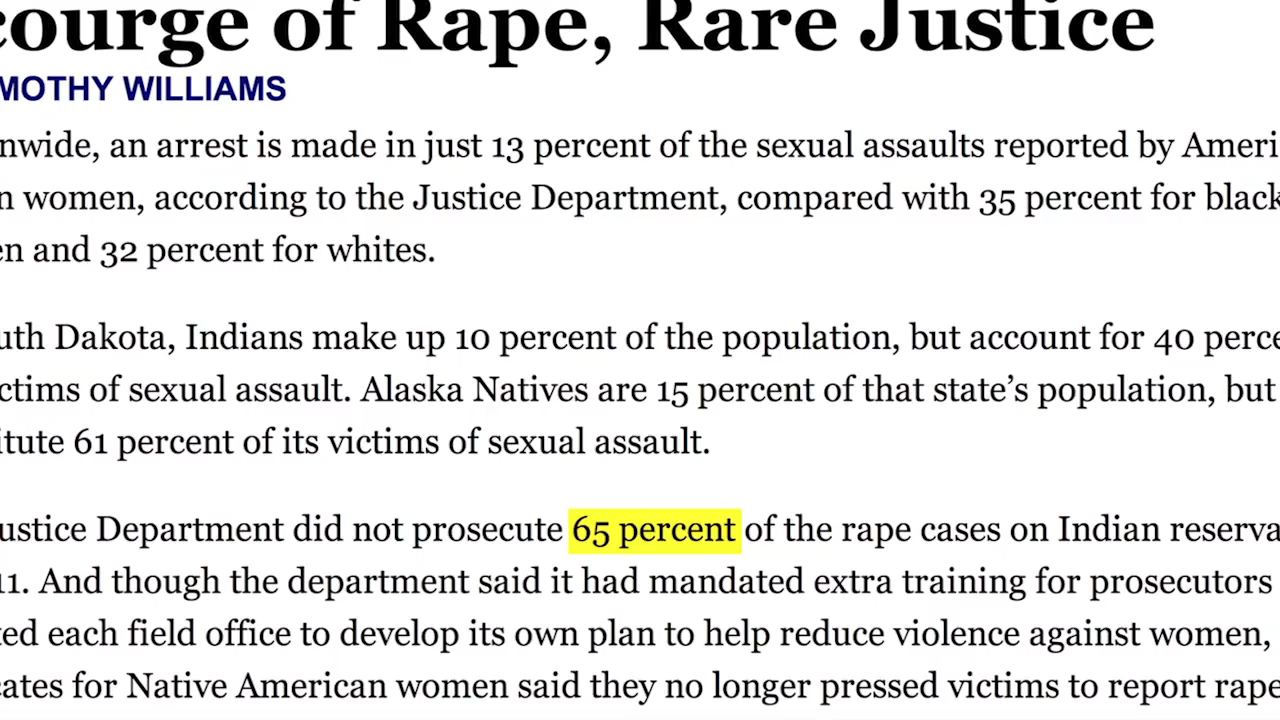 courge of Rape, Rare Justice
MOTHY WILLIAMS
nwide, an arrest is made in just 13 percent of the sexual assaults reported by Ameri
n women, according to the Justice Department, compared with 35 percent for black
en and 32 percent for whites.
uth Dakota, Indians make up 10 percent of the population, but account for 40 perce
ctims of sexual assault. Alaska Natives are 15 percent of that state’s population, but
itute 61 percent of its victims of sexual assault.
ustice Department did not prosecute 65 percent of the rape cases on Indian reserva
11. And though the department said it had mandated extra training for prosecutors
ted each field office to develop its own plan to help reduce violence against women,
cates for Native American women said they no longer pressed victims to report rape